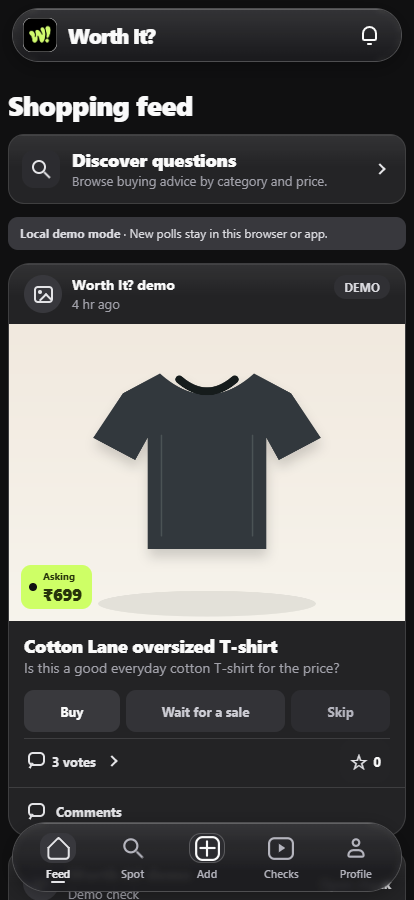 W! Worth It?
Shopping feed
Discover questions
Browse buying advice by category and price.
Local demo mode · New polls stay in this browser or app.
Worth It? demo
4 hr ago
DEMO
Asking
₹699
Cotton Lane oversized T-shirt
Is this a good everyday cotton T-shirt for the price?
Buy Wait for a sale Skip
3 votes 0
Comments
Feed Spot Add Checks Profile
Demo check